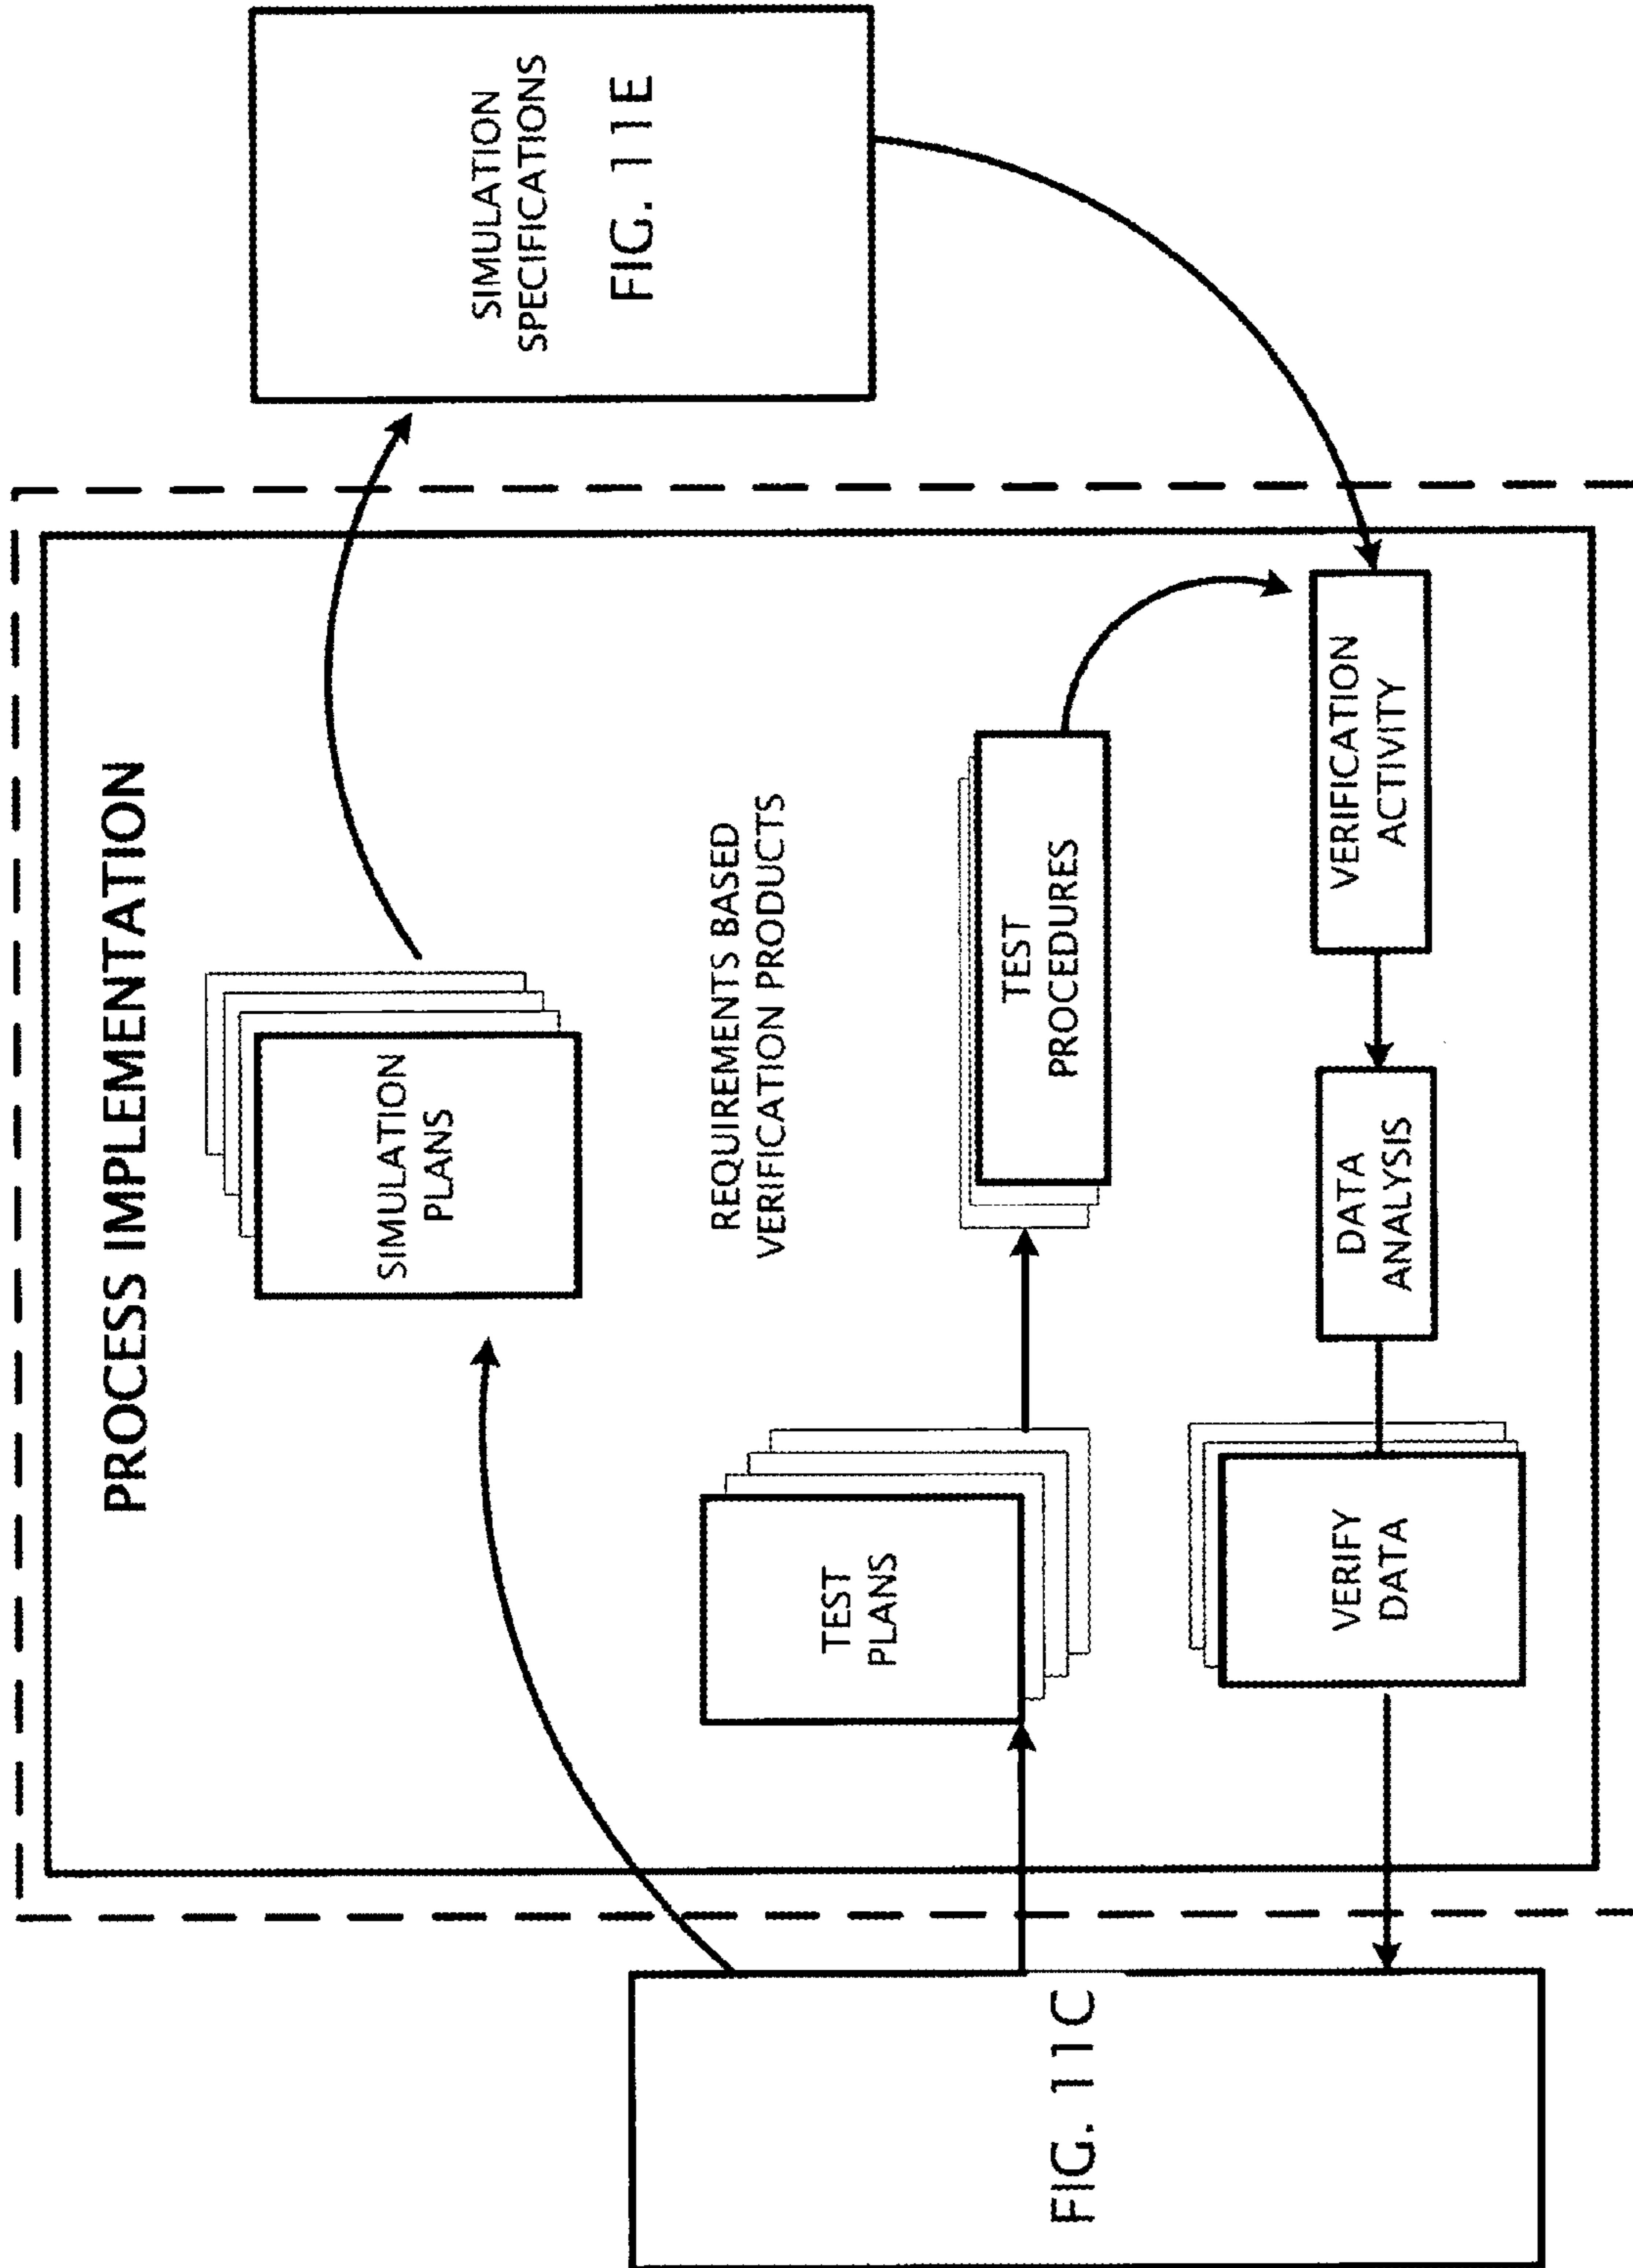 PROCESS IMPLEMENTATION
SIMULATION
PLANS
SIMULATION
SPECIFICATIONS
FIG. 11E
REQUIREMENTS BASED
VERIFICATION PRODUCTS
FIG. 11C
TEST
PLANS
TEST
PROCEDURES
VERIFY
DATA
DATA
ANALYSIS
VERIFICATION
ACTIVITY